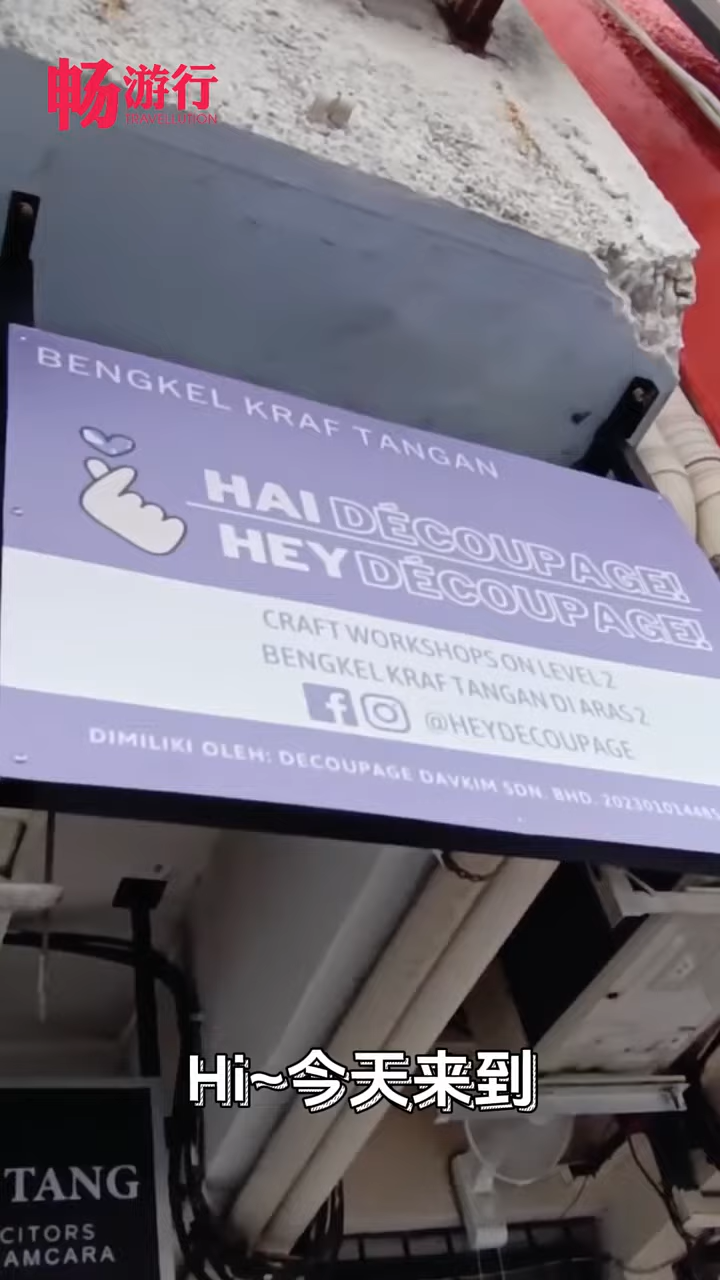 畅游行
TRAVELLUTION
BENGKEL KRAF TANGAN
HAI DÉCOUPAGE!
HEY DÉCOUPAGE!
CRAFT WORKSHOPS ON LEVEL 2
BENGKEL KRAF TANGAN DI ARAS 2
@HEYDECOUPAGE
DIMILIKI OLEH: DECOUPAGE DAVKIM SDN. BHD.
Hi~今天来到
TANG
CITORS
AMCARA